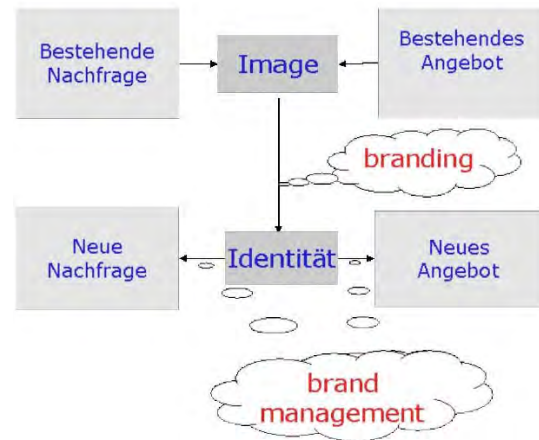 Bestehende
Nachfrage
Image
Bestehendes
Angebot
branding
Neue
Nachfrage
Identität
Neues
Angebot
brand
management